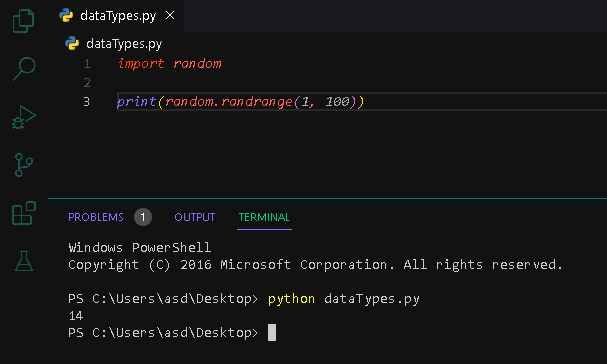 dataTypes.py ×
dataTypes.py
1 import random
2
3 print(random.randrange(1, 100))
PROBLEMS 1 OUTPUT TERMINAL
Windows PowerShell
Copyright (C) 2016 Microsoft Corporation. All rights reserved.
PS C:\Users\asd\Desktop> python dataTypes.py
14
PS C:\Users\asd\Desktop>